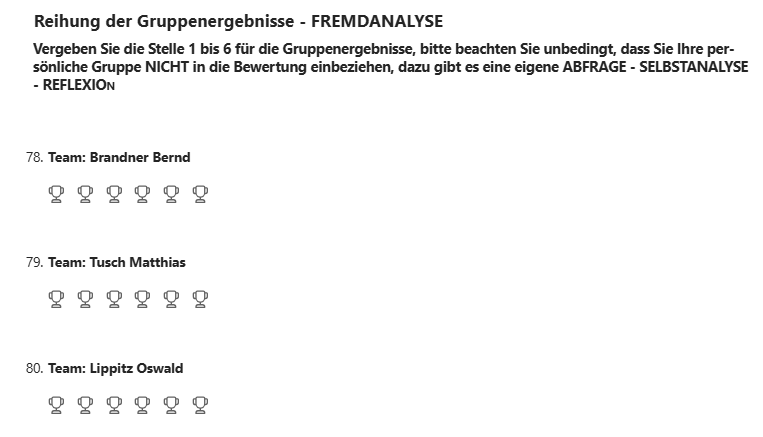 Reihung der Gruppenergebnisse - FREMDANALYSE
Vergeben Sie die Stelle 1 bis 6 für die Gruppenergebnisse, bitte beachten Sie unbedingt, dass Sie Ihre per-
sönliche Gruppe NICHT in die Bewertung einbeziehen, dazu gibt es eine eigene ABFRAGE - SELBSTANALYSE
- REFLEXION
78. Team: Brandner Bernd
79. Team: Tusch Matthias
80. Team: Lippitz Oswald